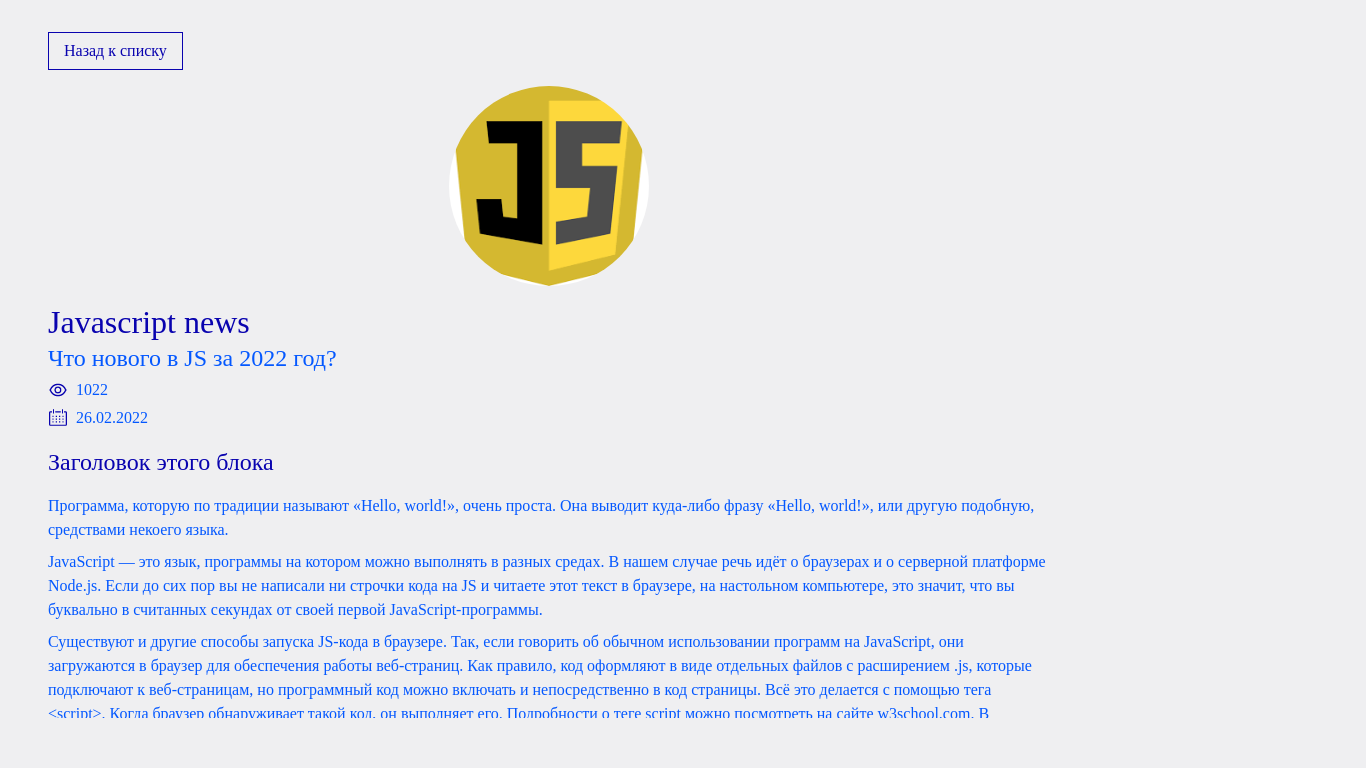 Назад к списку
JS
Javascript news
Что нового в JS за 2022 год?
1022
26.02.2022
Заголовок этого блока
Программа, которую по традиции называют «Hello, world!», очень проста. Она выводит куда-либо фразу «Hello, world!», или другую подобную,
средствами некоего языка.
JavaScript — это язык, программы на котором можно выполнять в разных средах. В нашем случае речь идёт о браузерах и о серверной платформе
Node.js. Если до сих пор вы не написали ни строчки кода на JS и читаете этот текст в браузере, на настольном компьютере, это значит, что вы
буквально в считанных секундах от своей первой JavaScript-программы.
Существуют и другие способы запуска JS-кода в браузере. Так, если говорить об обычном использовании программ на JavaScript, они
загружаются в браузер для обеспечения работы веб-страниц. Как правило, код оформляют в виде отдельных файлов с расширением .js, которые
подключают к веб-страницам, но программный код можно включать и непосредственно в код страницы. Всё это делается с помощью тега
<script>. Когда браузер обнаруживает такой код, он выполняет его. Подробности о теге script можно посмотреть на сайте w3school.com. В